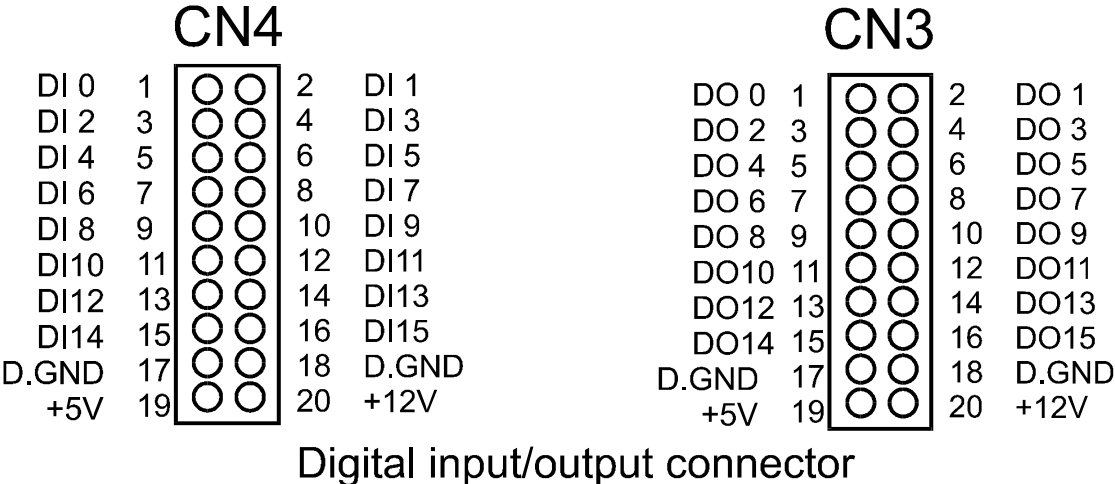 CN4 CN3
DI 0 1 2 DI 1 DO 0 1 2 DO 1
DI 2 3 4 DI 3 DO 2 3 4 DO 3
DI 4 5 6 DI 5 DO 4 5 6 DO 5
DI 6 7 8 DI 7 DO 6 7 8 DO 7
DI 8 9 10 DI 9 DO 8 9 10 DO 9
DI10 11 12 DI11 DO10 11 12 DO11
DI12 13 14 DI13 DO12 13 14 DO13
DI14 15 16 DI15 DO14 15 16 DO15
D.GND 17 18 D.GND D.GND 17 18 D.GND
+5V 19 20 +12V +5V 19 20 +12V
Digital input/output connector